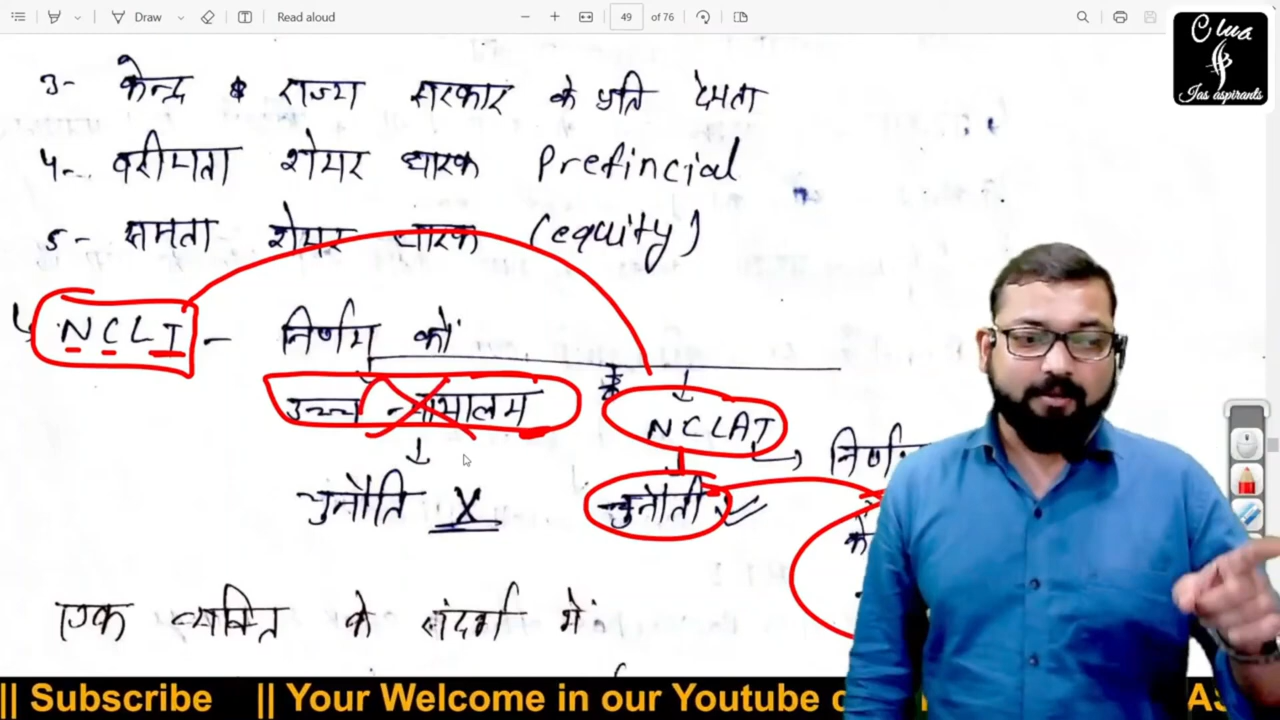 Draw
Read aloud
49 of 76
Clua
Ias aspirants
3- केन्द्र राज्य सरकार के प्रति देयता
4- वरीयता शेयर धारक Prefincial
5- समता शेयर धारक (equity)
NCLT - निर्णय को
उच्च न्यायालय
NCLAT
निर्णय
चुनौति X
चुनौती
के
एक व्यक्ति के संदर्भ में
|| Subscribe || Your Welcome in our Youtube